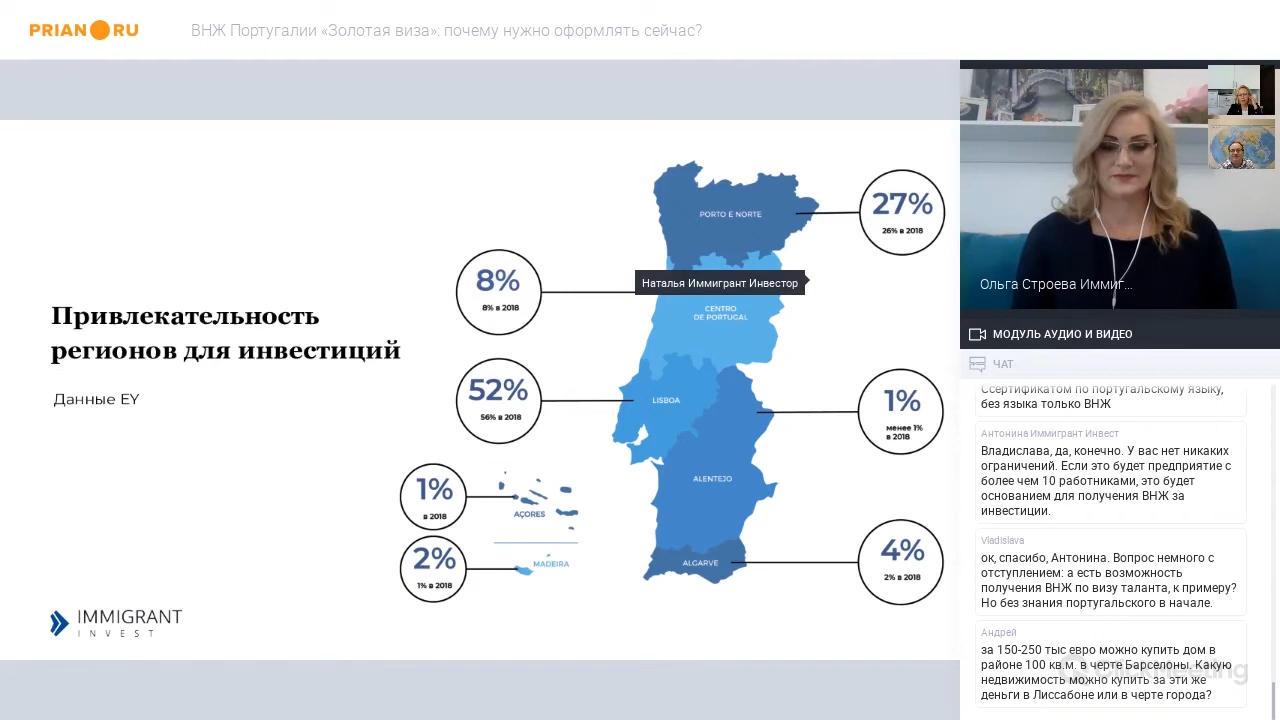 PRIAN RU
ВНЖ Португалии «Золотая виза»: почему нужно оформлять сейчас?
Привлекательность
регионов для инвестиций
Данные EY
IMMIGRANT
INVEST
PORTO E NORTE
27%
26% в 2018
8%
8% в 2018
Наталья Иммигрант Инвестор
CENTRO
DE PORTUGAL
52%
56% в 2018
LISBOA
1%
менее 1%
в 2018
ALENTEJO
1%
в 2018
AÇORES
2%
1% в 2018
MADEIRA
ALGARVE
4%
2% в 2018
Ольга Строева Иммиг...
МОДУЛЬ АУДИО И ВИДЕО
ЧАТ
Ссертификатом по португальскому языку,
без языка только ВНЖ
Антонина Иммигрант Инвест
Владислава, да, конечно. У вас нет никаких
ограничений. Если это будет предприятие с
более чем 10 работниками, это будет
основанием для получения ВНЖ за
инвестиции.
Vladislava
ок, спасибо, Антонина. Вопрос немного с
отступлением: а есть возможность
получения ВНЖ по визу таланта, к примеру?
Но без знания португальского в начале.
Андрей
за 150-250 тыс евро можно купить дом в
районе 100 кв.м. в черте Барселоны. Какую
недвижимость можно купить за эти же
деньги в Лиссабоне или в черте города?
ClickMeeting